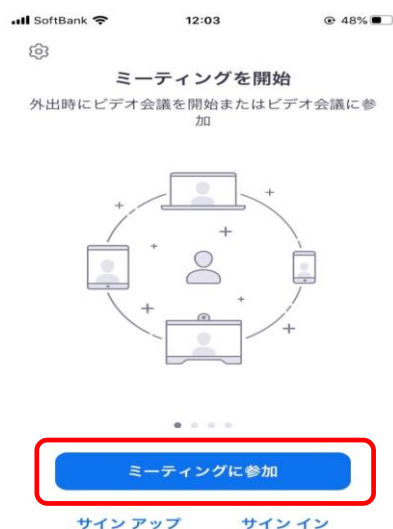 SoftBank 12:03 48%
ミーティングを開始
外出時にビデオ会議を開始またはビデオ会議に参
加
ミーティングに参加
サイン アップ サイン イン